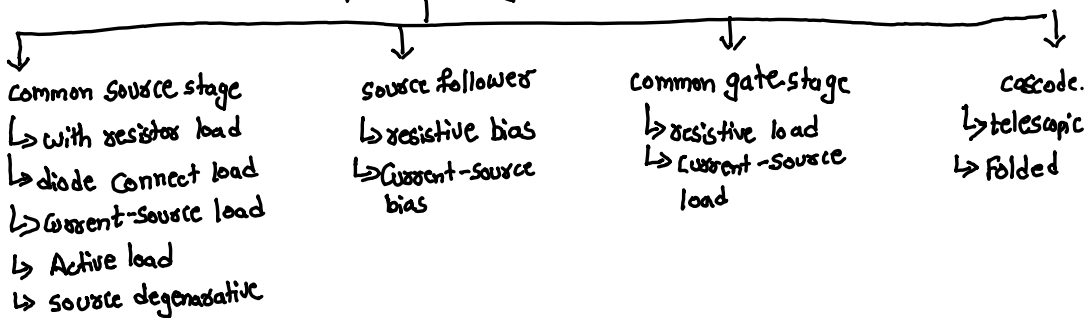 common source stage
↳ with resistor load
↳ diode connect load
↳ Current-source load
↳ Active load
↳ source degenarative
source follower
↳ resistive bias
↳ Current-source
bias
common gate stage
↳ resistive load
↳ Current-source
load
cascode.
↳ telescopic
↳ Folded